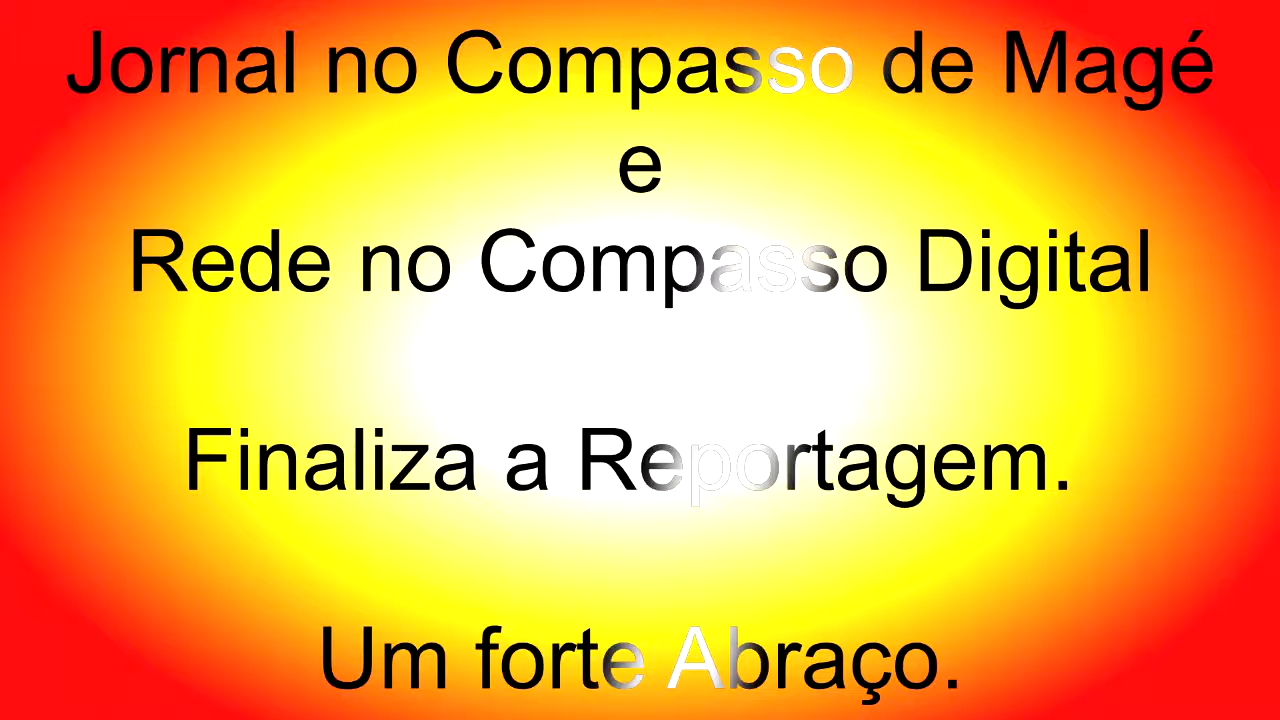 Jornal no Compasso de Magé
e
Rede no Compasso Digital
Finaliza a Reportagem.
Um forte Abraço.